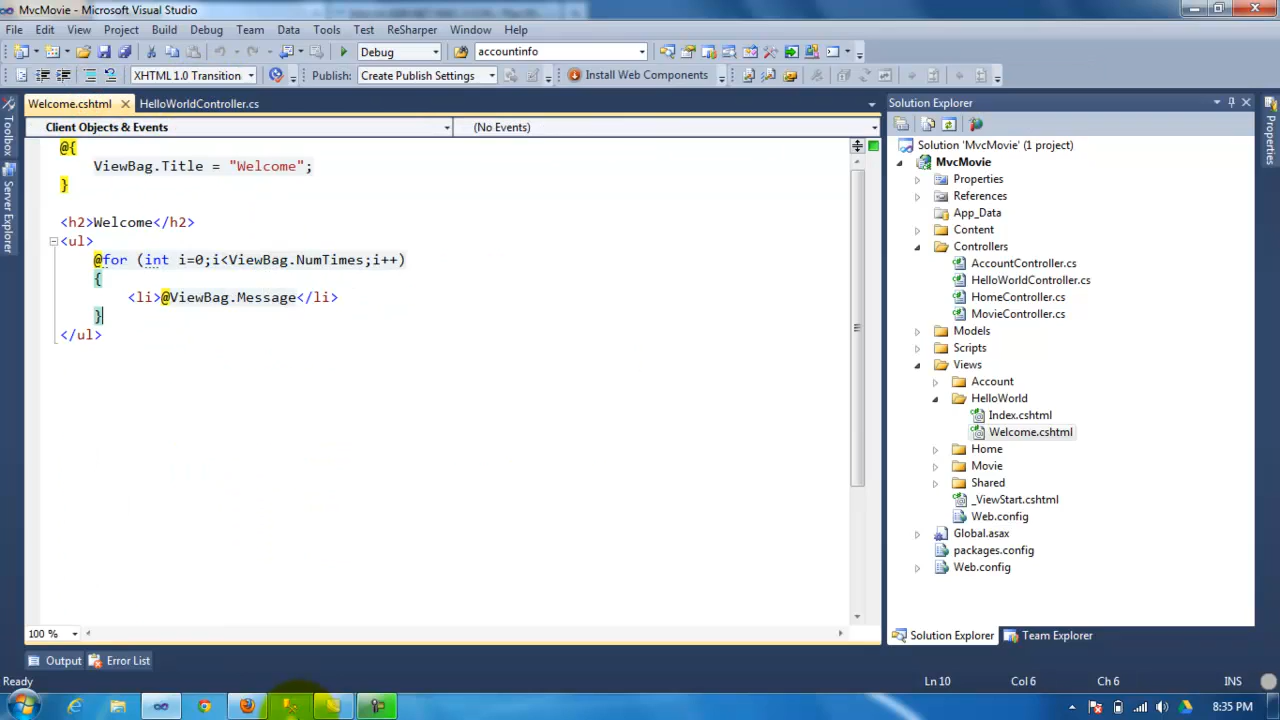 MvcMovie - Microsoft Visual Studio
File Edit View Project Build Debug Team Data Tools Test ReSharper Window Help
Debug accountinfo
XHTML 1.0 Transition Publish: Create Publish Settings Install Web Components
Welcome.cshtml HelloWorldController.cs
Client Objects & Events (No Events)
@{
ViewBag.Title = "Welcome";
}
<h2>Welcome</h2>
<ul>
@for (int i=0;i<ViewBag.NumTimes;i++)
{
<li>@ViewBag.Message</li>
}
</ul>
100 %
Toolbox
Server Explorer
Solution Explorer
Solution 'MvcMovie' (1 project)
MvcMovie
Properties
References
App_Data
Content
Controllers
AccountController.cs
HelloWorldController.cs
HomeController.cs
MovieController.cs
Models
Scripts
Views
Account
HelloWorld
Index.cshtml
Welcome.cshtml
Home
Movie
Shared
_ViewStart.cshtml
Web.config
Global.asax
packages.config
Web.config
Solution Explorer Team Explorer
Properties
Output Error List
Ready Ln 10 Col 6 Ch 6 INS
8:35 PM